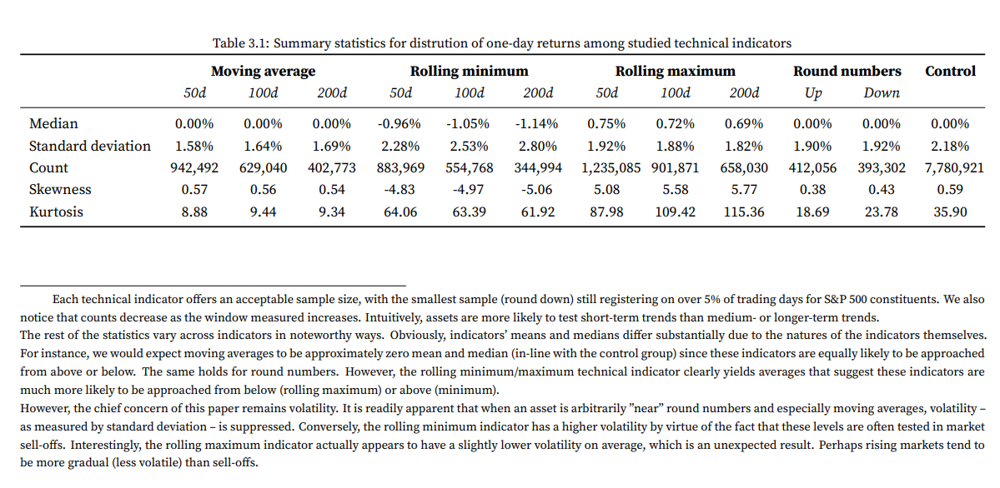 Table 3.1: Summary statistics for distrution of one-day returns among studied technical indicators
Moving average Rolling minimum Rolling maximum Round numbers Control
50d 100d 200d 50d 100d 200d 50d 100d 200d Up Down
Median 0.00% 0.00% 0.00% -0.96% -1.05% -1.14% 0.75% 0.72% 0.69% 0.00% 0.00% 0.00%
Standard deviation 1.58% 1.64% 1.69% 2.28% 2.53% 2.80% 1.92% 1.88% 1.82% 1.90% 1.92% 2.18%
Count 942,492 629,040 402,773 883,969 554,768 344,994 1,235,085 901,871 658,030 412,056 393,302 7,780,921
Skewness 0.57 0.56 0.54 -4.83 -4.97 -5.06 5.08 5.58 5.77 0.38 0.43 0.59
Kurtosis 8.88 9.44 9.34 64.06 63.39 61.92 87.98 109.42 115.36 18.69 23.78 35.90
Each technical indicator offers an acceptable sample size, with the smallest sample (round down) still registering on over 5% of trading days for S&P 500 constituents. We also
notice that counts decrease as the window measured increases. Intuitively, assets are more likely to test short-term trends than medium- or longer-term trends.
The rest of the statistics vary across indicators in noteworthy ways. Obviously, indicators' means and medians differ substantially due to the natures of the indicators themselves.
For instance, we would expect moving averages to be approximately zero mean and median (in-line with the control group) since these indicators are equally likely to be approached
from above or below. The same holds for round numbers. However, the rolling minimum/maximum technical indicator clearly yields averages that suggest these indicators are
much more likely to be approached from below (rolling maximum) or above (minimum).
However, the chief concern of this paper remains volatility. It is readily apparent that when an asset is arbitrarily ”near” round numbers and especially moving averages, volatility –
as measured by standard deviation – is suppressed. Conversely, the rolling minimum indicator has a higher volatility by virtue of the fact that these levels are often tested in market
sell-offs. Interestingly, the rolling maximum indicator actually appears to have a slightly lower volatility on average, which is an unexpected result. Perhaps rising markets tend to
be more gradual (less volatile) than sell-offs.